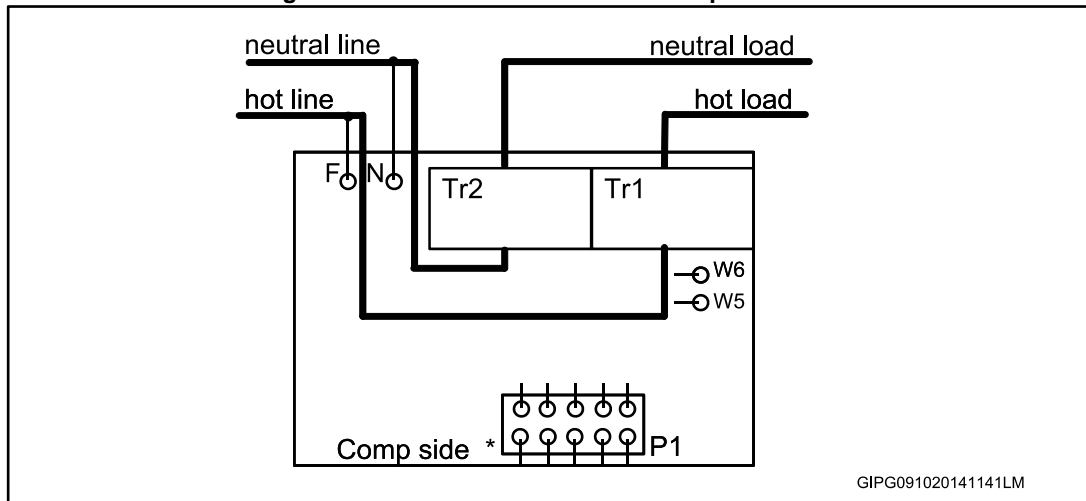 neutral line
neutral load
hot line
hot load
F
N
Tr2
Tr1
W6
W5
Comp side *
P1
GIPG091020141141LM